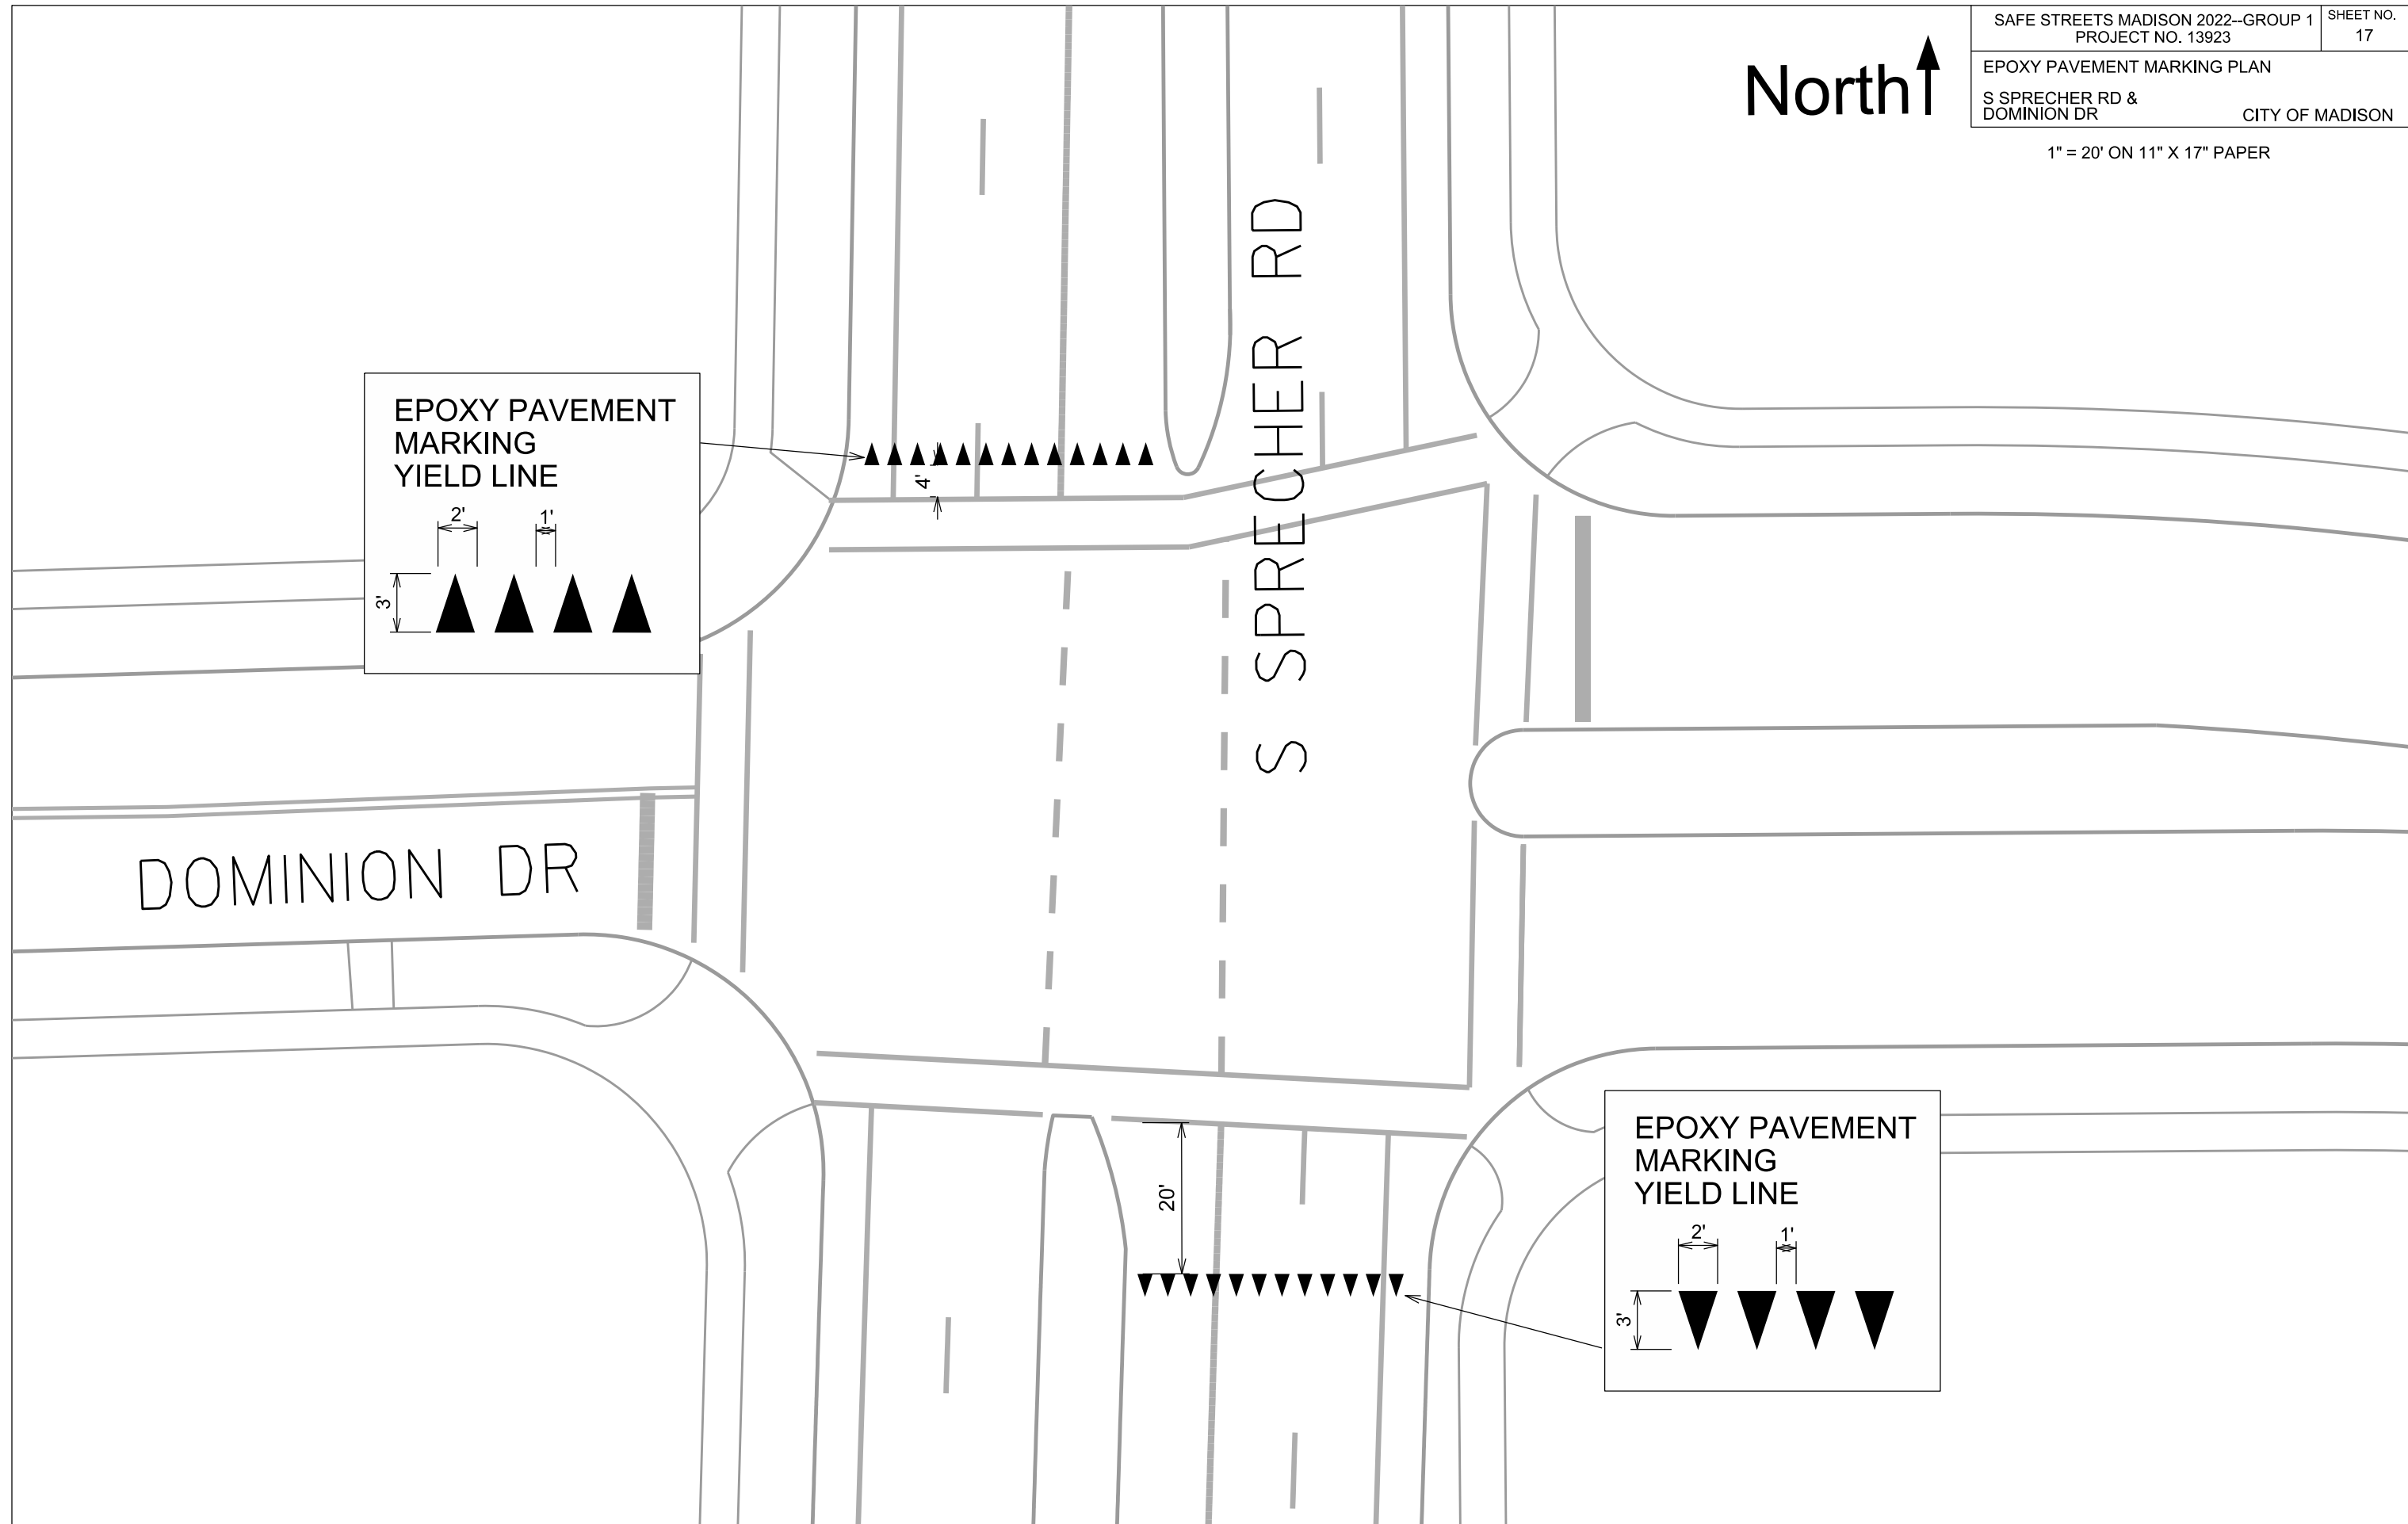 SAFE STREETS MADISON 2022--GROUP 1
PROJECT NO. 13923
SHEET NO.
17
EPOXY PAVEMENT MARKING PLAN
S SPRECHER RD &
DOMINION DR
CITY OF MADISON
1" = 20' ON 11" X 17" PAPER
North
S SPRECHER RD
EPOXY PAVEMENT
MARKING
YIELD LINE
2'
1'
3'
4'
DOMINION DR
20'
EPOXY PAVEMENT
MARKING
YIELD LINE
2'
1'
3'